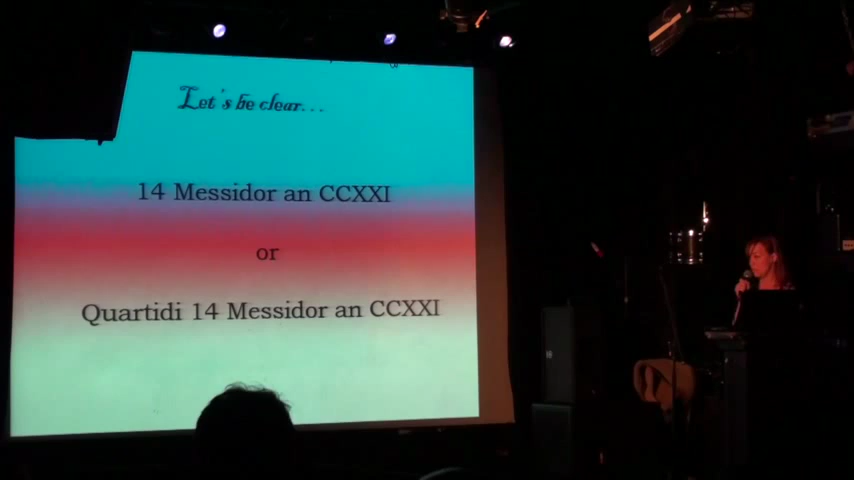 Let's be clear...
14 Messidor an CCXXI
or
Quartidi 14 Messidor an CCXXI